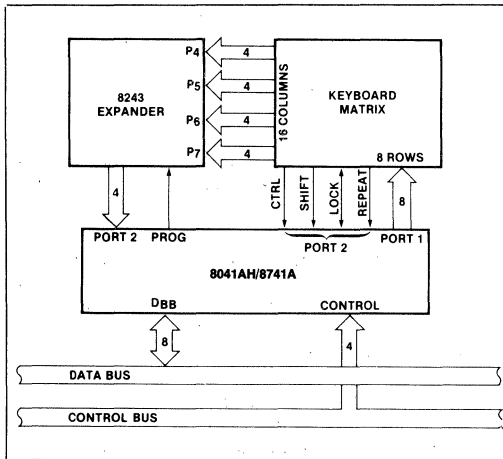 P4
4
P5
4
P6
4
P7
4
8243
EXPANDER
16 COLUMNS
KEYBOARD
MATRIX
8 ROWS
4
CTRL
SHIFT
LOCK
REPEAT
8
PORT 2
PROG
PORT 2
PORT 1
8041AH/8741A
DBB
CONTROL
8
4
DATA BUS
CONTROL BUS